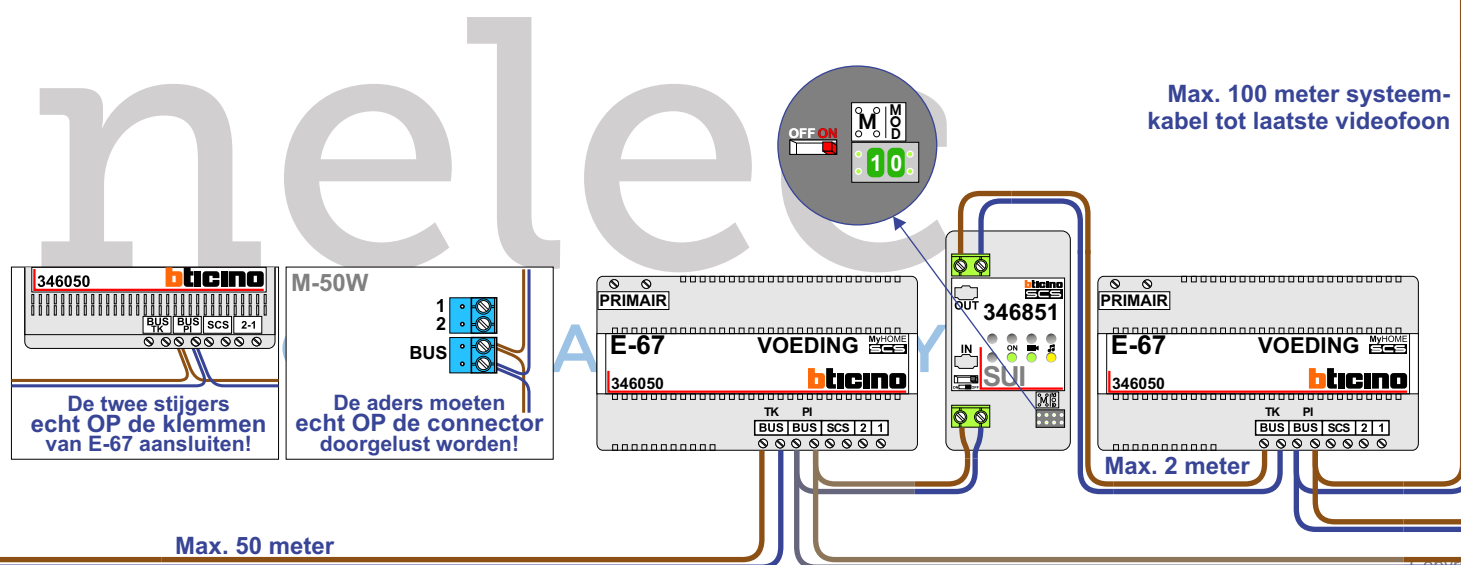 nelec
Max. 100 meter systeem-
kabel tot laatste videofoon
OFF ON
M MOD
10
346050
bticino
BUS TK BUS PI SCS 2-1
De twee stijgers
echt OP de klemmen
van E-67 aansluiten!
M-50W
1
2
BUS
De aders moeten
echt OP de connector
doorgelust worden!
PRIMAIR
E-67 VOEDING MyHOME SCS
346050 bticino
TK PI
BUS BUS SCS 2 1
bticino
SCS
OUT
346851
ON
IN
SUI
ON OFF
M MOD
PRIMAIR
E-67 VOEDING MyHOME SCS
346050 bticino
TK PI
BUS BUS SCS 2 1
Max. 2 meter
Max. 50 meter
A Y